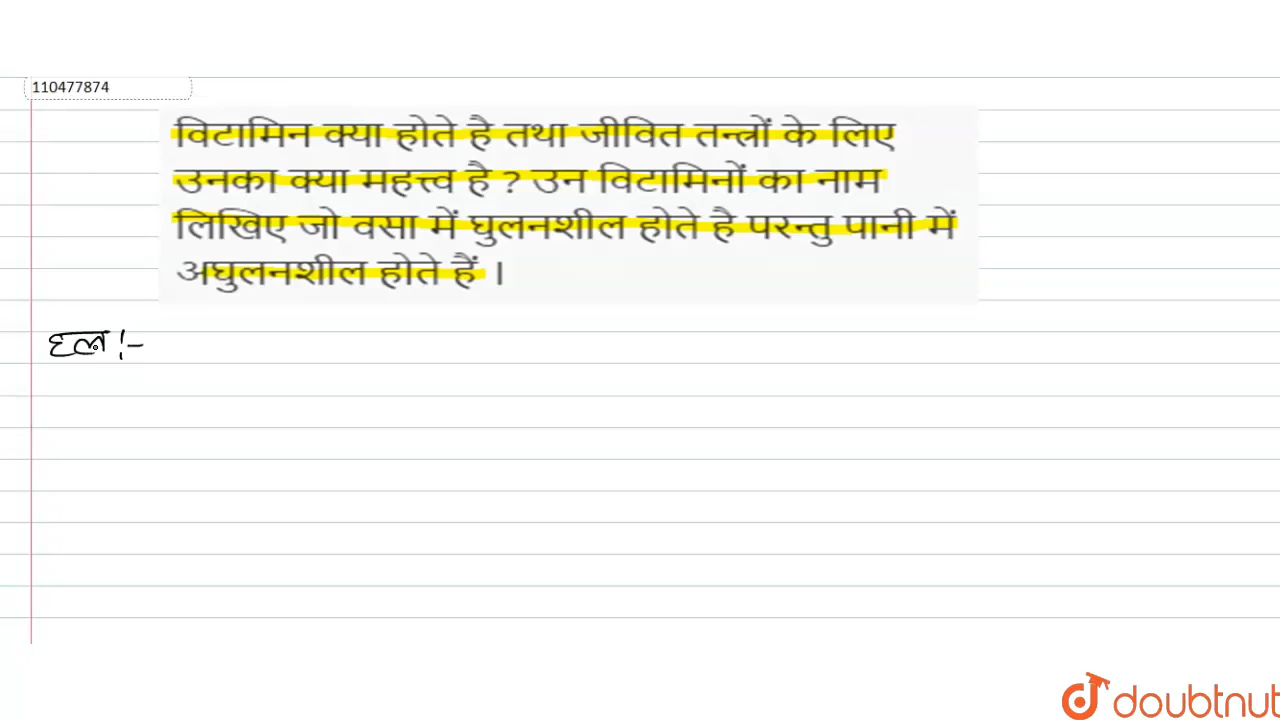 110477874
विटामिन क्या होते है तथा जीवित तन्त्रों के लिए
उनका क्या महत्त्व है ? उन विटामिनों का नाम
लिखिए जो वसा में घुलनशील होते है परन्तु पानी में
अघुलनशील होते हैं ।
हल :-
doubtnut